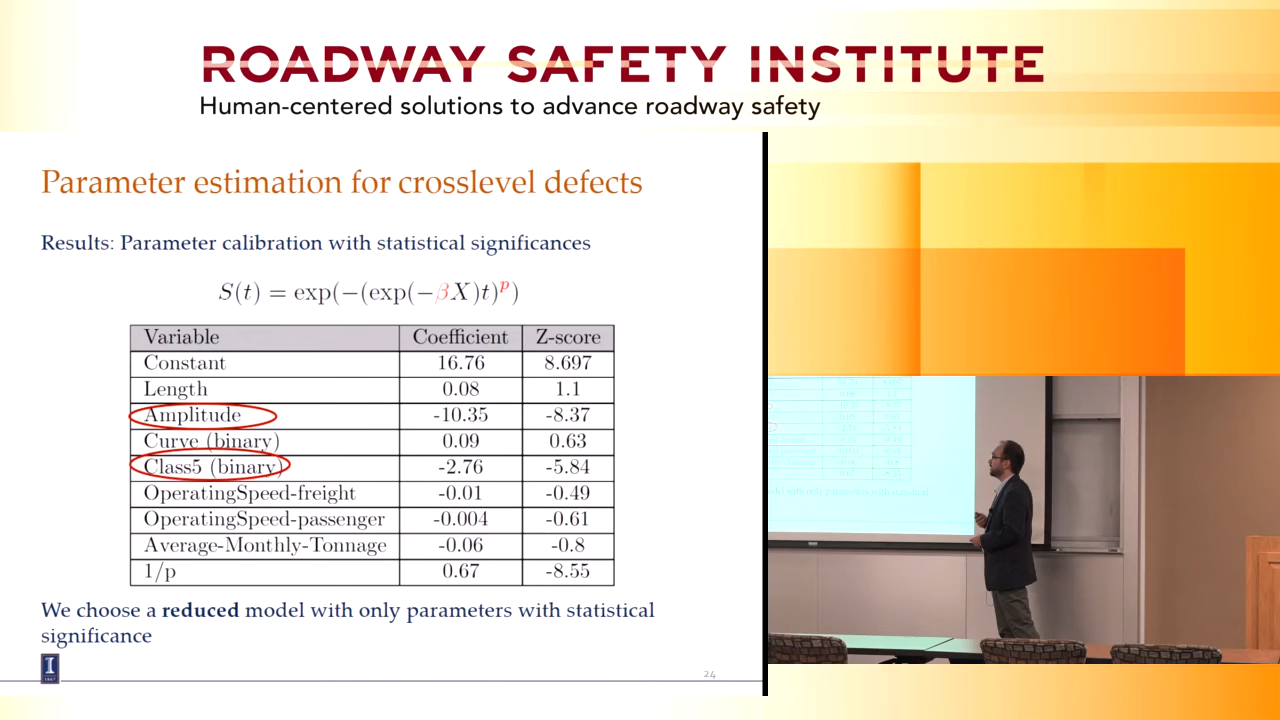 ROADWAY SAFETY INSTITUTE
Human-centered solutions to advance roadway safety
Parameter estimation for crosslevel defects
Results: Parameter calibration with statistical significances
S(t) = exp(−(exp(−βX)t)^p)
Variable Coefficient Z-score
Constant 16.76 8.697
Length 0.08 1.1
Amplitude -10.35 -8.37
Curve (binary) 0.09 0.63
Class5 (binary) -2.76 -5.84
OperatingSpeed-freight -0.01 -0.49
OperatingSpeed-passenger -0.004 -0.61
Average-Monthly-Tonnage -0.06 -0.8
1/p 0.67 -8.55
We choose a reduced model with only parameters with statistical
significance
I
24